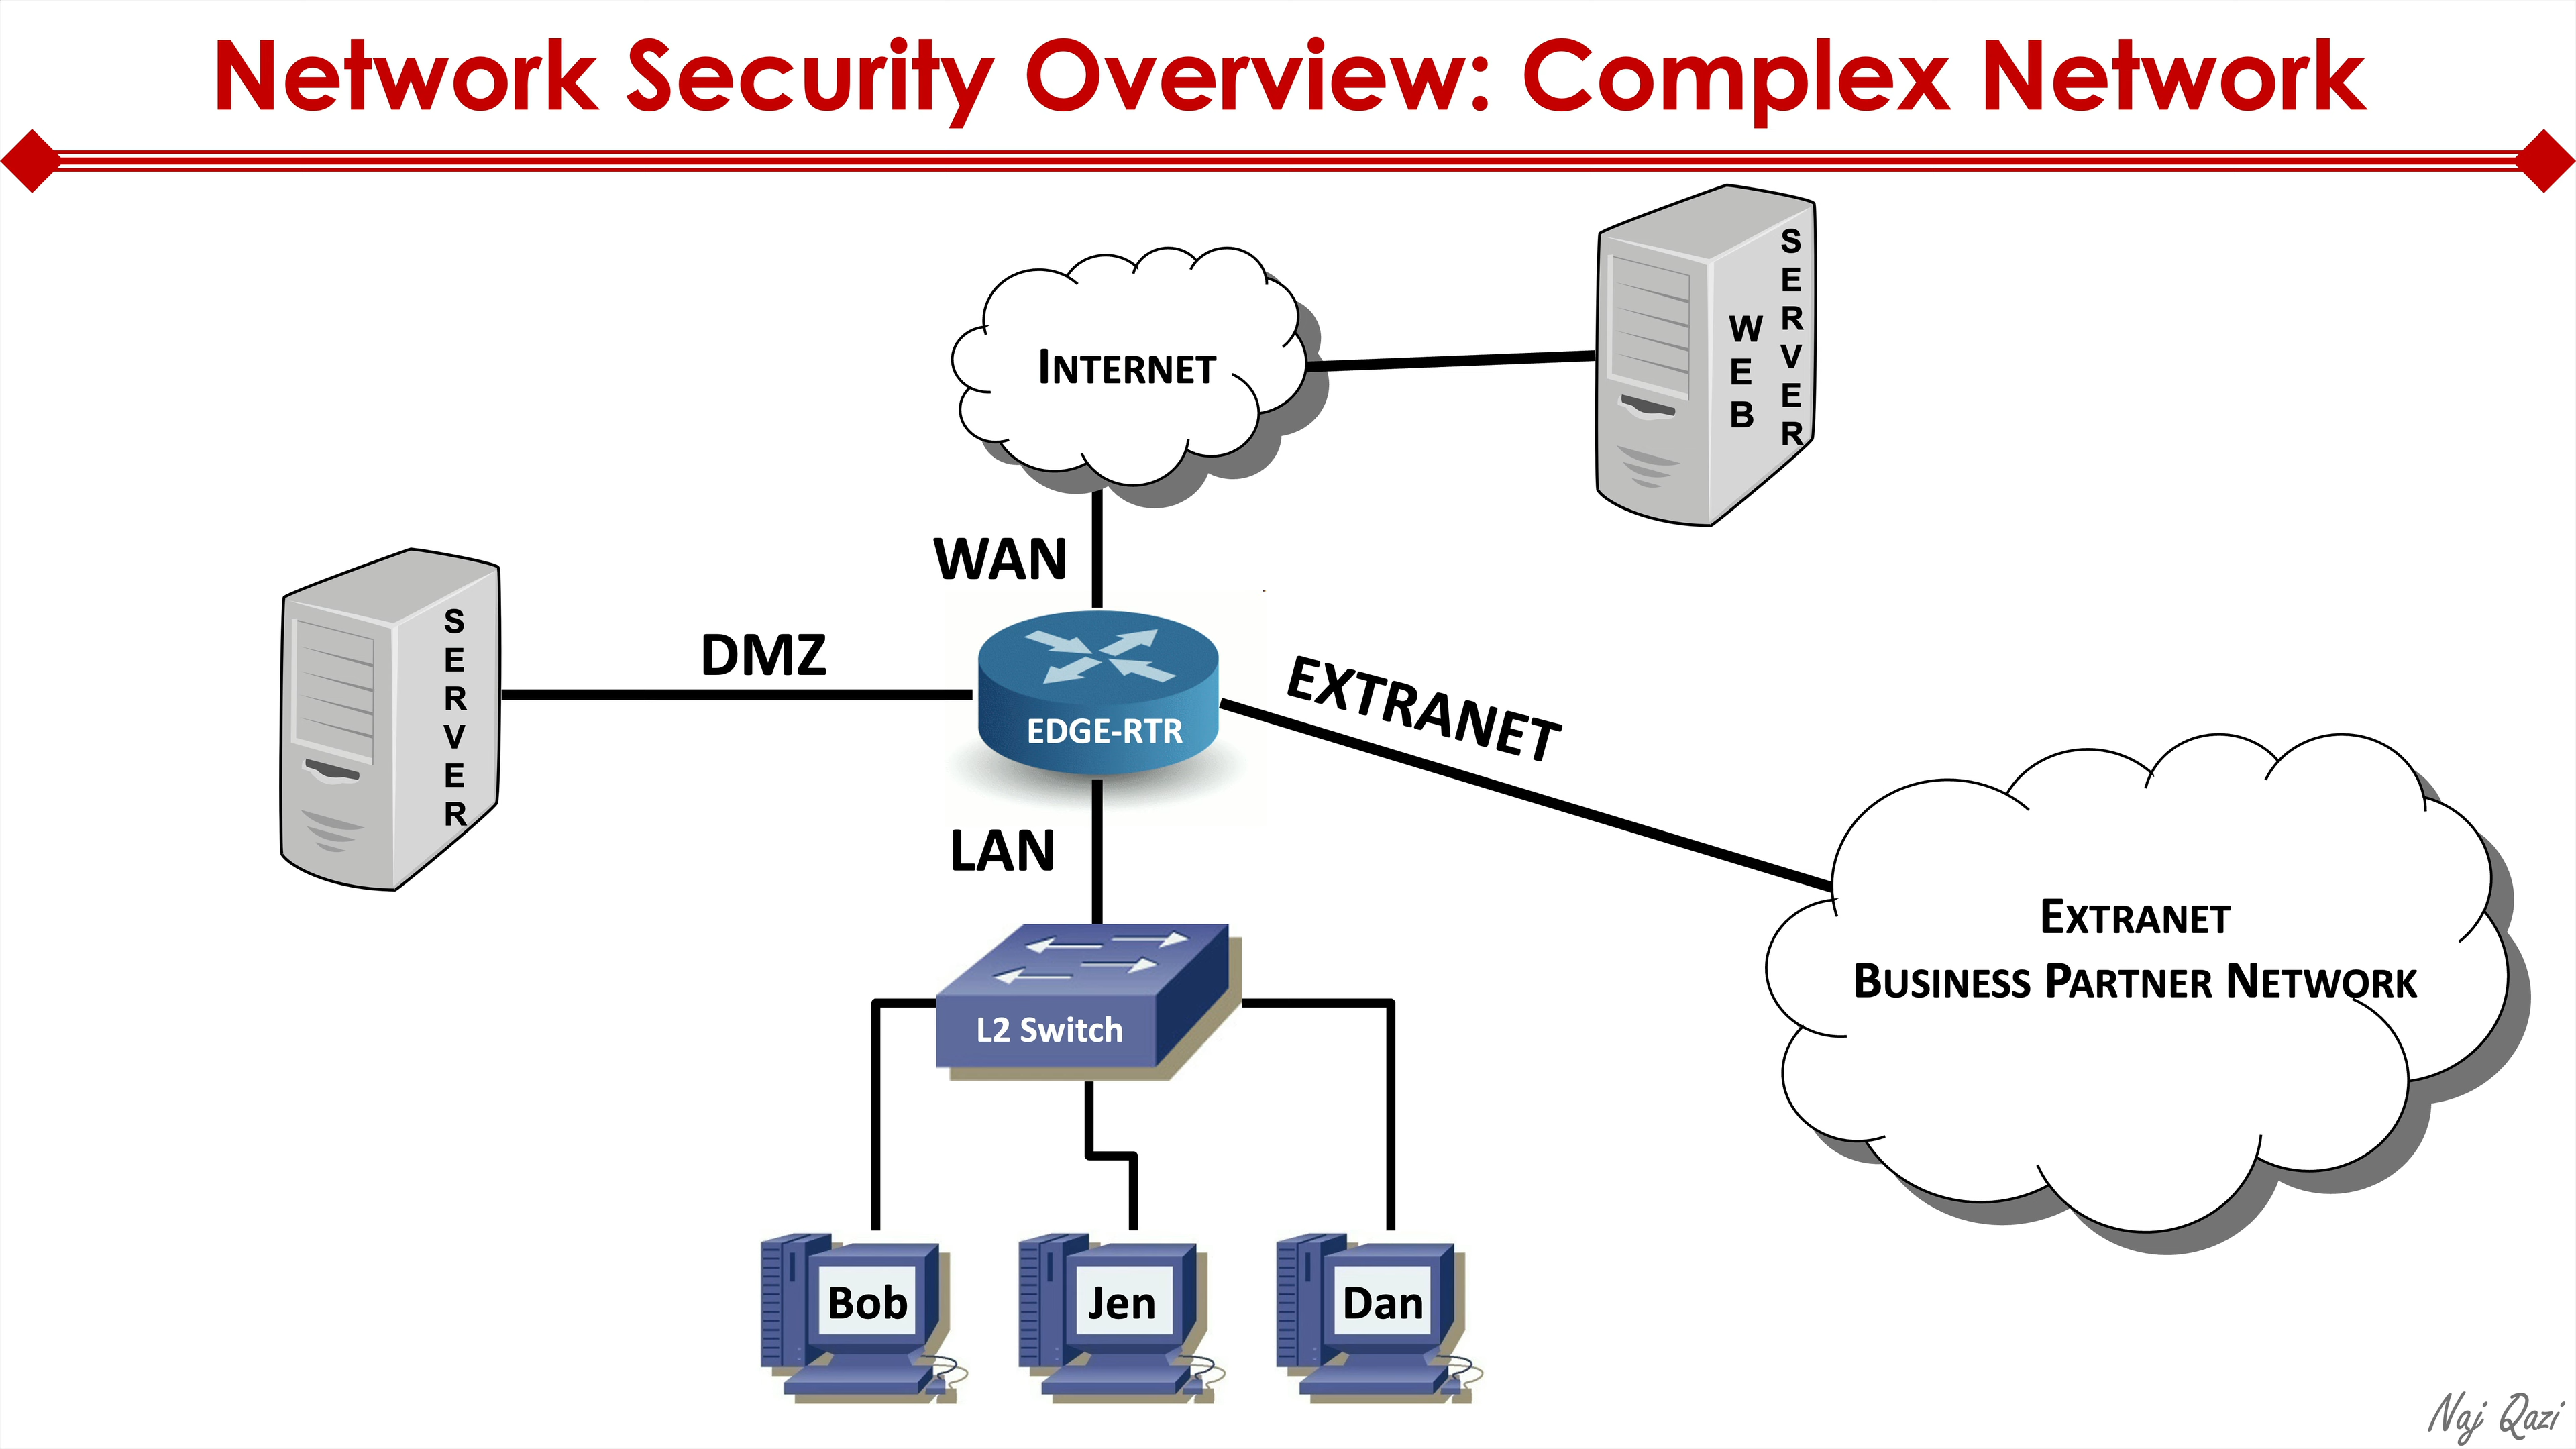 Network Security Overview: Complex Network
INTERNET
WEB
SERVER
WAN
SERVER
DMZ
EDGE-RTR
EXTRANET
LAN
EXTRANET
BUSINESS PARTNER NETWORK
L2 Switch
Bob
Jen
Dan
Naj Qazi